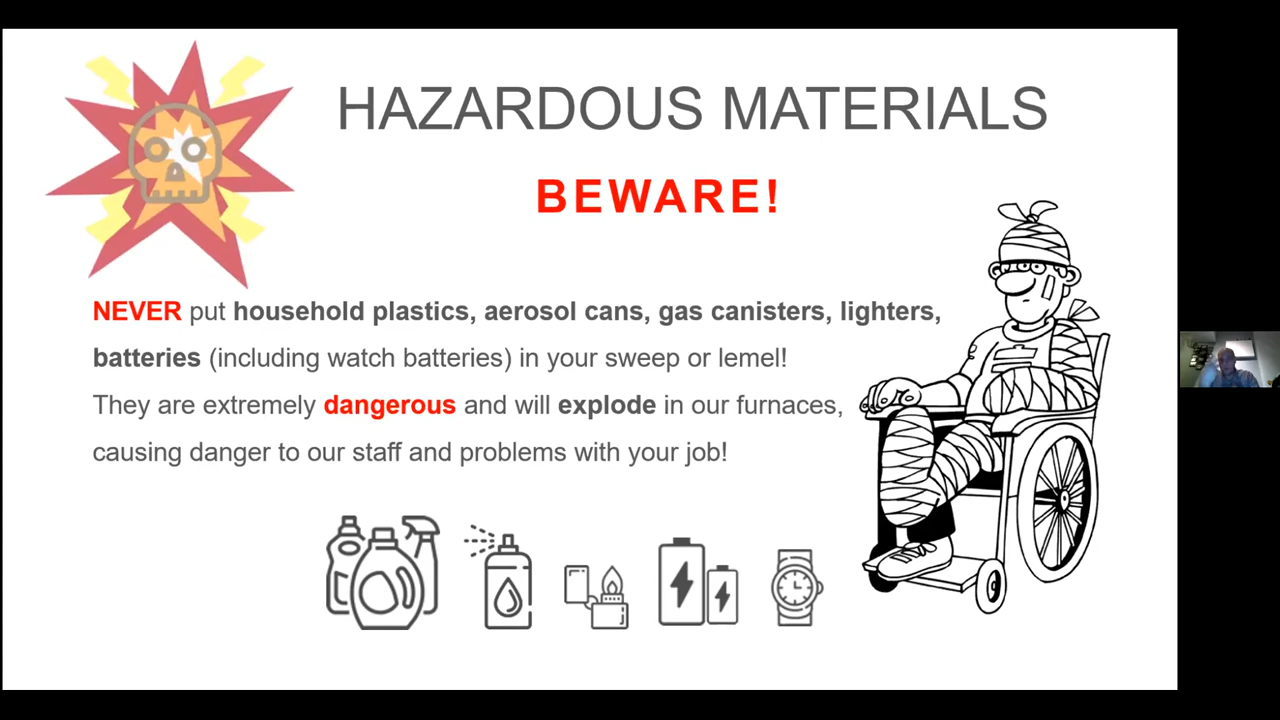 HAZARDOUS MATERIALS
BEWARE!
NEVER put household plastics, aerosol cans, gas canisters, lighters,
batteries (including watch batteries) in your sweep or lemel!
They are extremely dangerous and will explode in our furnaces,
causing danger to our staff and problems with your job!